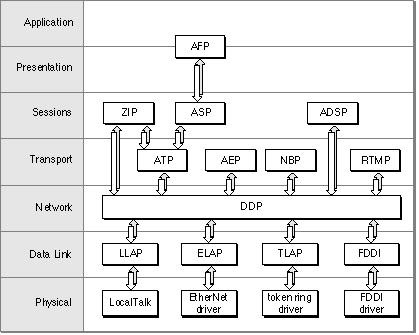 Application
AFP
Presentation
Sessions
ZIP
ASP
ADSP
Transport
ATP
AEP
NBP
RTMP
Network
DDP
Data Link
LLAP
ELAP
TLAP
FDDI
Physical
LocalTalk
EtherNet
driver
token ring
driver
FDDI
driver